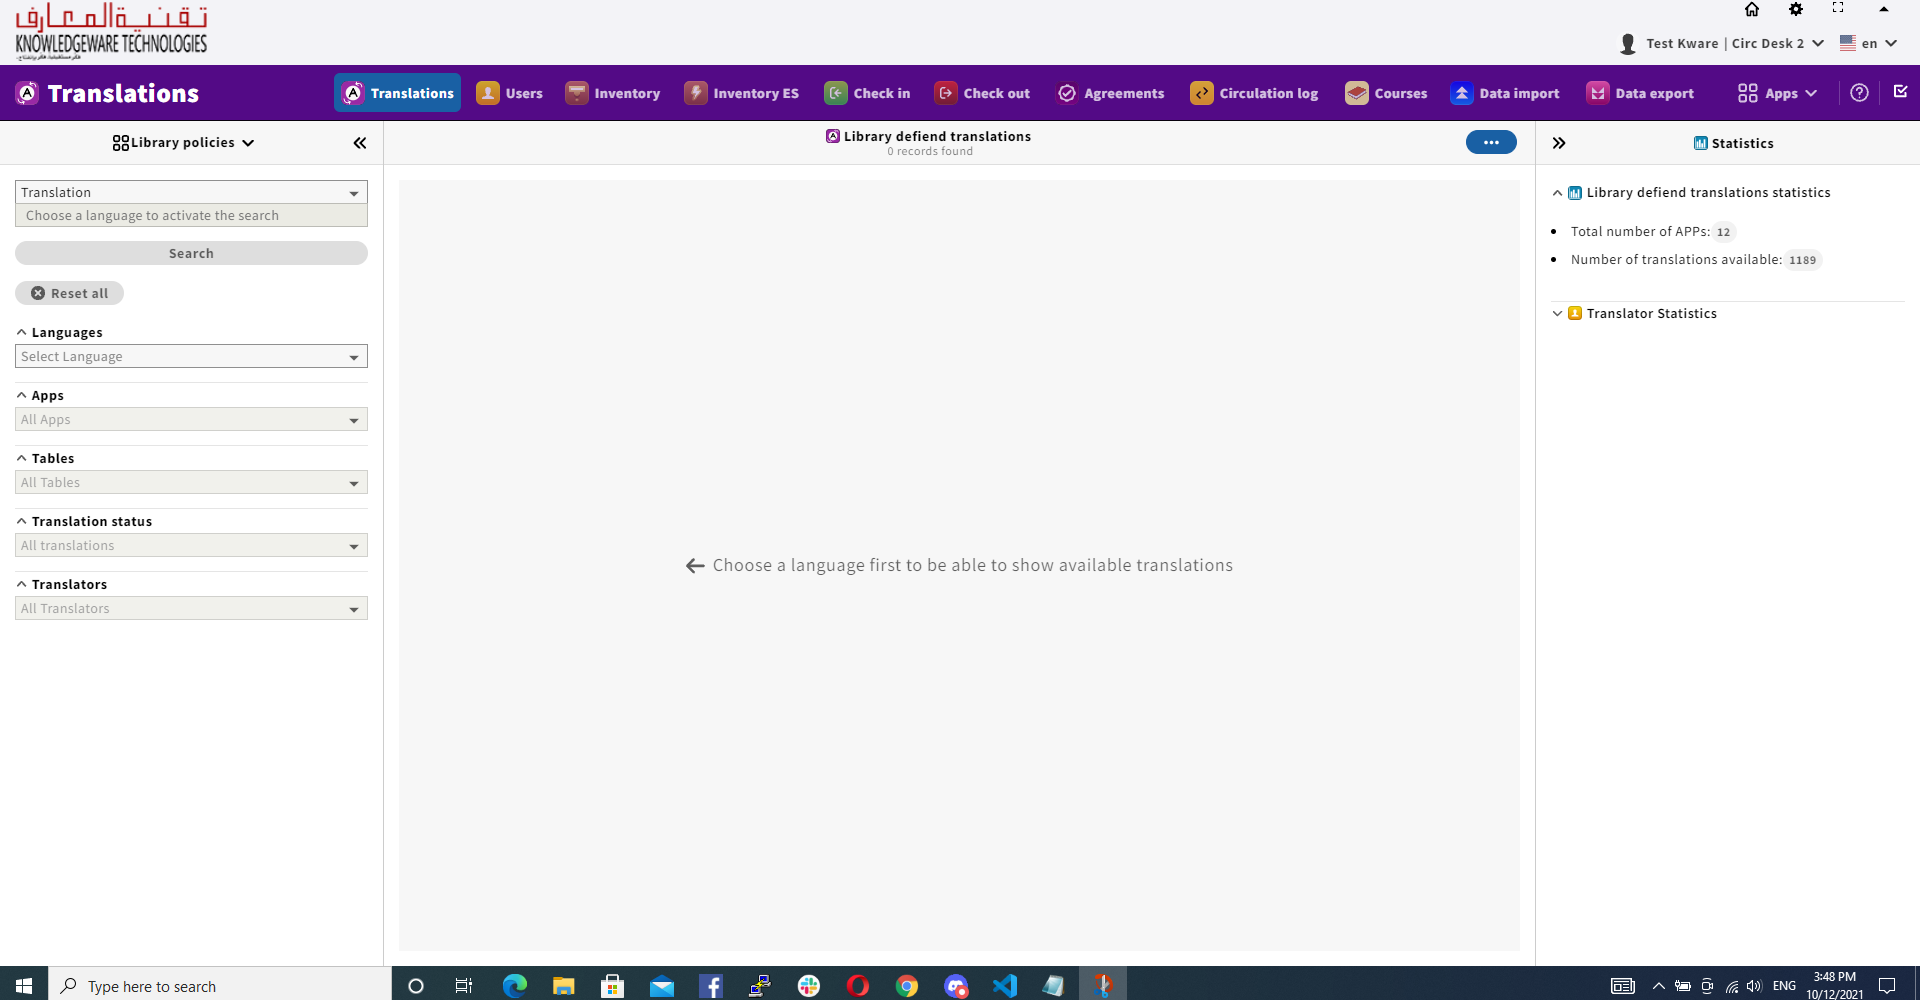 تقنية المعارف
KNOWLEDGEWARE TECHNOLOGIES
Test Kware | Circ Desk 2
en
Translations
Translations
Users
Inventory
Inventory ES
Check in
Check out
Agreements
Circulation log
Courses
Data import
Data export
Apps
Library policies
Translation
Choose a language to activate the search
Search
Reset all
Languages
Select Language
Apps
All Apps
Tables
All Tables
Translation status
All translations
Translators
All Translators
Library defiend translations
0 records found
Choose a language first to be able to show available translations
Statistics
Library defiend translations statistics
Total number of APPs: 12
Number of translations available: 1189
Translator Statistics
Type here to search
ENG
3:48 PM
10/12/2021